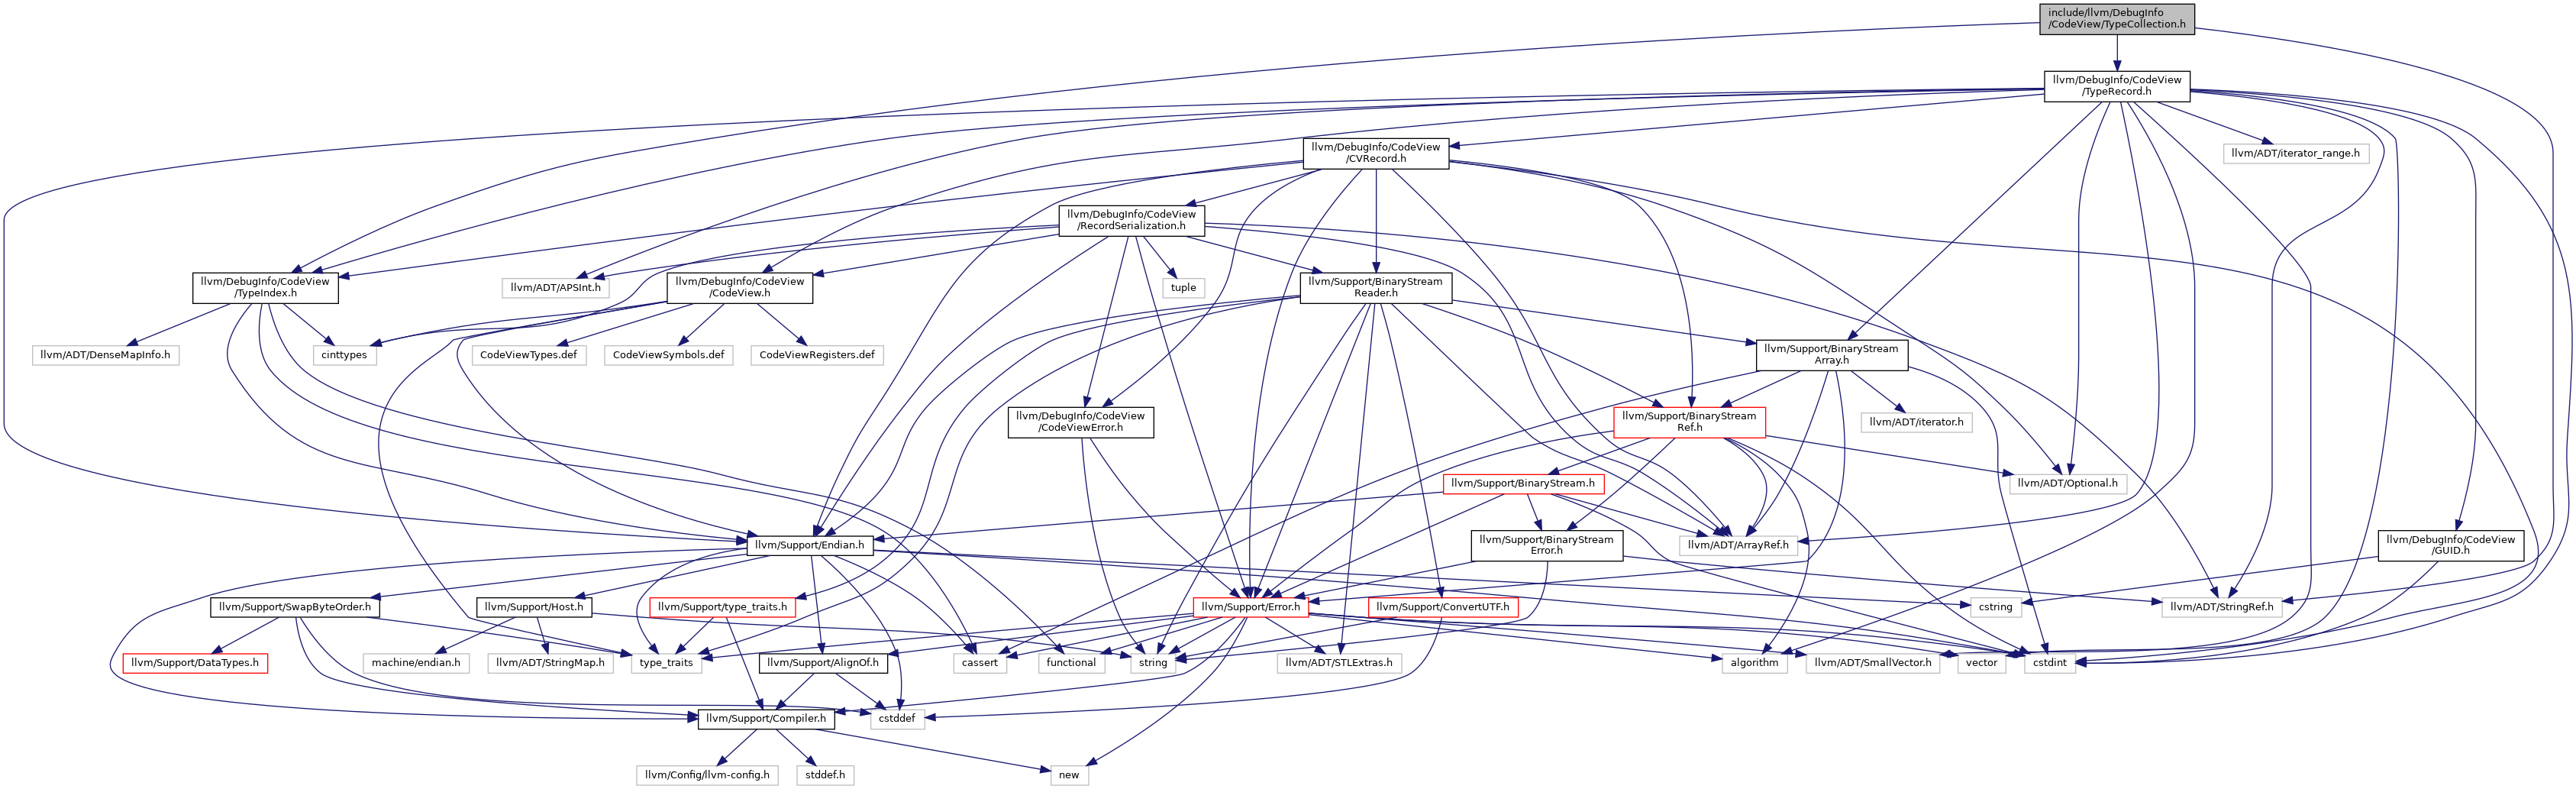 include/llvm/DebugInfo
/CodeView/TypeCollection.h
llvm/DebugInfo/CodeView
/TypeRecord.h
llvm/DebugInfo/CodeView
/CVRecord.h
llvm/ADT/iterator_range.h
llvm/DebugInfo/CodeView
/RecordSerialization.h
llvm/DebugInfo/CodeView
/TypeIndex.h
llvm/ADT/APSInt.h
llvm/DebugInfo/CodeView
/CodeView.h
tuple
llvm/Support/BinaryStream
Reader.h
llvm/ADT/DenseMapInfo.h
cinttypes
CodeViewTypes.def
CodeViewSymbols.def
CodeViewRegisters.def
llvm/Support/BinaryStream
Array.h
llvm/DebugInfo/CodeView
/CodeViewError.h
llvm/Support/BinaryStream
Ref.h
llvm/ADT/iterator.h
llvm/Support/BinaryStream.h
llvm/ADT/Optional.h
llvm/Support/Endian.h
llvm/Support/BinaryStream
Error.h
llvm/ADT/ArrayRef.h
llvm/DebugInfo/CodeView
/GUID.h
llvm/Support/SwapByteOrder.h
llvm/Support/Host.h
llvm/Support/type_traits.h
llvm/Support/Error.h
llvm/Support/ConvertUTF.h
cstring
llvm/ADT/StringRef.h
llvm/Support/DataTypes.h
machine/endian.h
llvm/ADT/StringMap.h
type_traits
llvm/Support/AlignOf.h
cassert
functional
string
llvm/ADT/STLExtras.h
algorithm
llvm/ADT/SmallVector.h
vector
cstdint
llvm/Support/Compiler.h
cstddef
llvm/Config/llvm-config.h
stddef.h
new